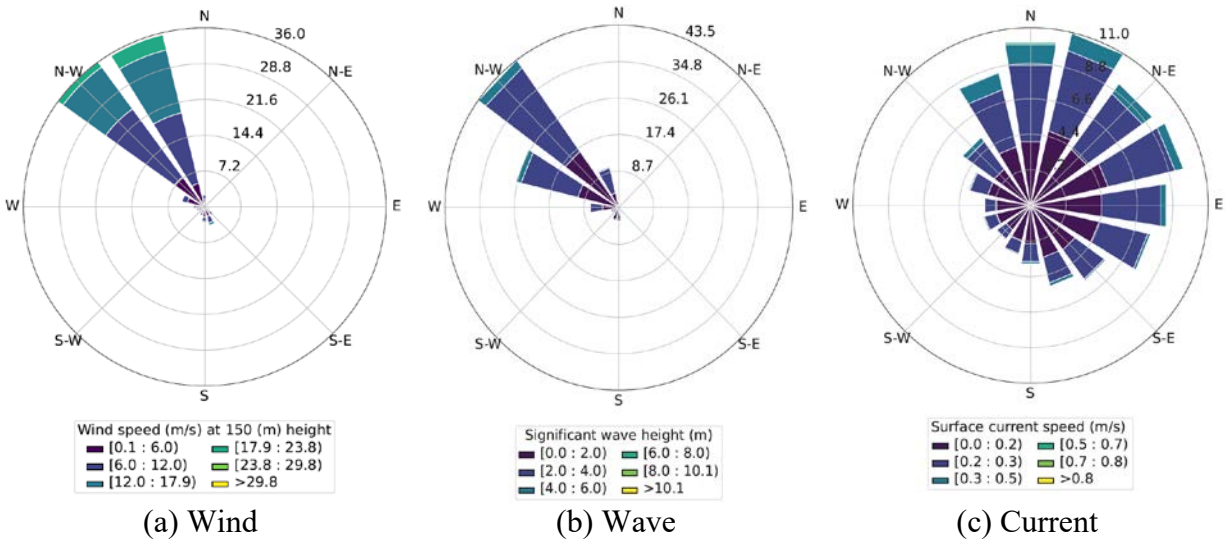 N
36.0
N-W
N-E
28.8
21.6
14.4
7.2
W
E
S-W
S-E
S
Wind speed (m/s) at 150 (m) height
[0.1 : 6.0)
[17.9 : 23.8)
[6.0 : 12.0)
[23.8 : 29.8)
[12.0 : 17.9)
>29.8
(a) Wind
N
43.5
N-W
N-E
34.8
26.1
17.4
8.7
W
E
S-W
S-E
S
Significant wave height (m)
[0.0 : 2.0)
[6.0 : 8.0)
[2.0 : 4.0)
[8.0 : 10.1)
[4.0 : 6.0)
>10.1
(b) Wave
N
11.0
N-W
N-E
8.8
6.6
4.4
W
E
S-W
S-E
S
Surface current speed (m/s)
[0.0 : 0.2)
[0.5 : 0.7)
[0.2 : 0.3)
[0.7 : 0.8)
[0.3 : 0.5)
>0.8
(c) Current